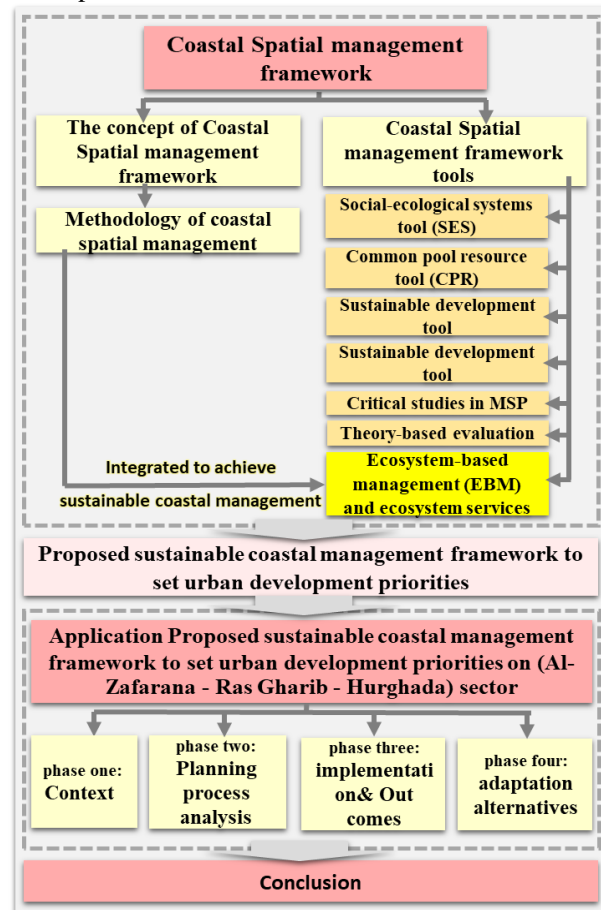 Coastal Spatial management
framework
The concept of Coastal
Spatial management
framework
Methodology of coastal
spatial management
Coastal Spatial
management framework
tools
Social-ecological systems
tool (SES)
Common pool resource
tool (CPR)
Sustainable development
tool
Sustainable development
tool
Critical studies in MSP
Theory-based evaluation
Ecosystem-based
management (EBM)
and ecosystem services
Integrated to achieve
sustainable coastal management
Proposed sustainable coastal management framework to
set urban development priorities
Application Proposed sustainable coastal management
framework to set urban development priorities on (Al-
Zafarana - Ras Gharib - Hurghada) sector
phase one:
Context
phase two:
Planning
process
analysis
phase three:
implementati
on& Out
comes
phase four:
adaptation
alternatives
Conclusion